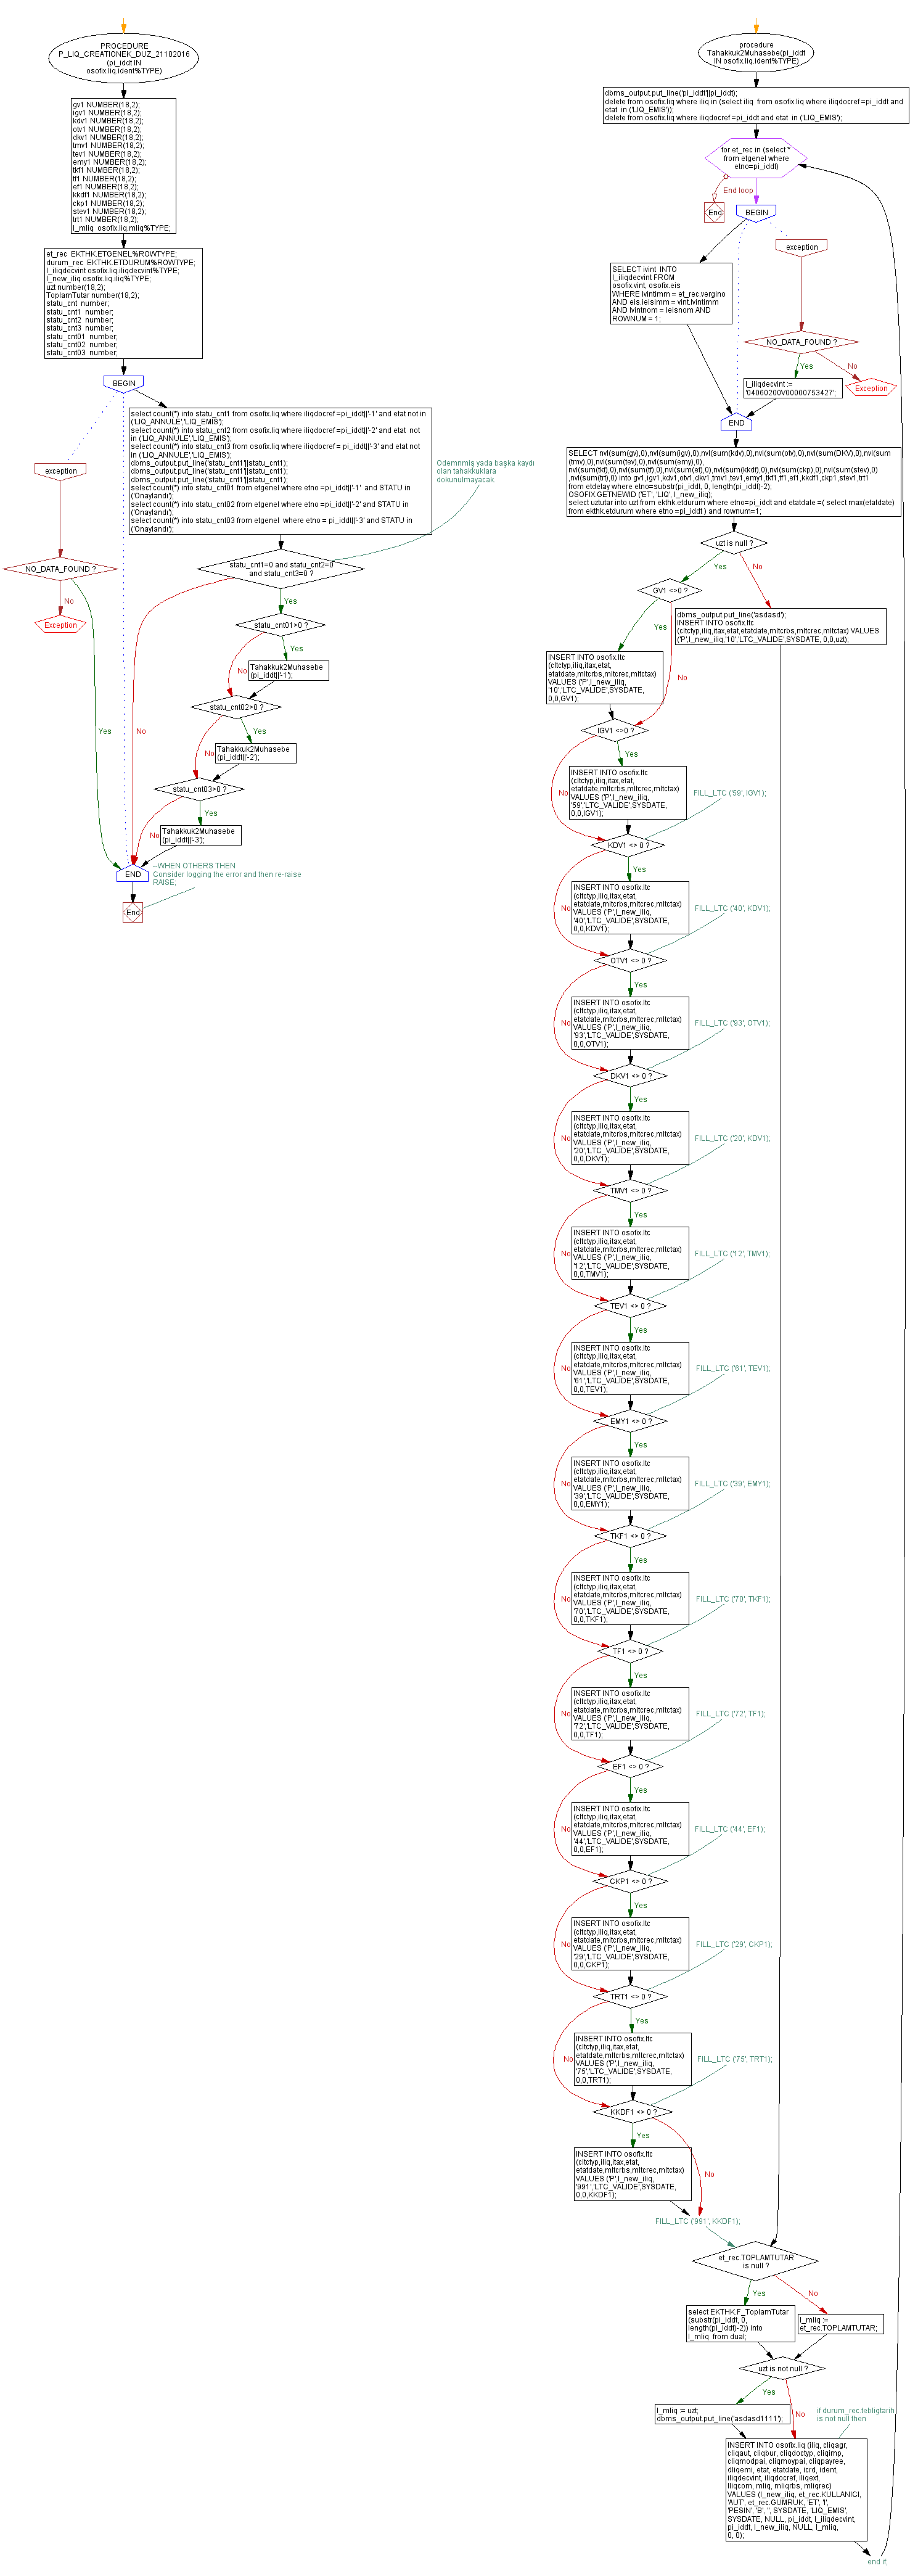 PROCEDURE
P_LIQ_CREATIONEK_DUZ_21102016
(pi_iddt IN
osofix.liq.ident%TYPE)
gv1 NUMBER(18,2);
igv1 NUMBER(18,2);
kdv1 NUMBER(18,2);
otv1 NUMBER(18,2);
dkv1 NUMBER(18,2);
tmv1 NUMBER(18,2);
tev1 NUMBER(18,2);
emy1 NUMBER(18,2);
tkf1 NUMBER(18,2);
tf1 NUMBER(18,2);
ef1 NUMBER(18,2);
kkdf1 NUMBER(18,2);
ckp1 NUMBER(18,2);
stev1 NUMBER(18,2);
trt1 NUMBER(18,2);
l_mliq osofix.liq.mliq%TYPE;
et_rec EKTHK.ETGENEL%ROWTYPE;
durum_rec EKTHK.ETDURUM%ROWTYPE;
l_iliqdecvint osofix.liq.iliqdecvint%TYPE;
l_new_iliq osofix.liq.iliq%TYPE;
uzt number(18,2);
ToplamTutar number(18,2);
statu_cnt number;
statu_cnt1 number;
statu_cnt2 number;
statu_cnt3 number;
statu_cnt01 number;
statu_cnt02 number;
statu_cnt03 number;
BEGIN
select count(*) into statu_cnt1 from osofix.liq where iliqdocref=pi_iddt||'-1' and etat not in
('LIQ_ANNULE','LIQ_EMIS');
select count(*) into statu_cnt2 from osofix.liq where iliqdocref=pi_iddt||'-2' and etat not
in ('LIQ_ANNULE','LIQ_EMIS');
select count(*) into statu_cnt3 from osofix.liq where iliqdocref= pi_iddt||'-3' and etat not
in ('LIQ_ANNULE','LIQ_EMIS');
dbms_output.put_line('statu_cnt1'||statu_cnt1);
dbms_output.put_line('statu_cnt1'||statu_cnt1);
dbms_output.put_line('statu_cnt1'||statu_cnt1);
select count(*) into statu_cnt01 from etgenel where etno =pi_iddt||'-1' and STATU in
('Onaylandı');
select count(*) into statu_cnt02 from etgenel where etno =pi_iddt||'-2' and STATU in
('Onaylandı');
select count(*) into statu_cnt03 from etgenel where etno = pi_iddt||'-3' and STATU in
('Onaylandı');
exception
Odemnmiş yada başka kaydı
olan tahakkuklara
dokunulmayacak.
statu_cnt1=0 and statu_cnt2=0
and statu_cnt3=0 ?
NO_DATA_FOUND ?
Yes
No
Exception
statu_cnt01>0 ?
Yes
Tahakkuk2Muhasebe
(pi_iddt||'-1');
No
statu_cnt02>0 ?
Yes
Yes
No
Tahakkuk2Muhasebe
(pi_iddt||'-2');
No
statu_cnt03>0 ?
Yes
Tahakkuk2Muhasebe
(pi_iddt||'-3');
No
END
--WHEN OTHERS THEN
Consider logging the error and then re-raise
RAISE;
End
procedure
Tahakkuk2Muhasebe(pi_iddt
IN osofix.liq.ident%TYPE)
dbms_output.put_line('pi_iddt'||pi_iddt);
delete from osofix.liq where iliq in (select iliq from osofix.liq where iliqdocref=pi_iddt and
etat in ('LIQ_EMIS'));
delete from osofix.liq where iliqdocref=pi_iddt and etat in ('LIQ_EMIS');
for et_rec in (select *
from etgenel where
etno=pi_iddt)
End loop
End
BEGIN
exception
SELECT ivint INTO
l_iliqdecvint FROM
osofix.vint, osofix.eis
WHERE lvintimm = et_rec.vergino
AND eis.ieisimm = vint.lvintimm
AND lvintnom = leisnom AND
ROWNUM = 1;
NO_DATA_FOUND ?
Yes
No
l_iliqdecvint :=
'04060200V00000753427';
Exception
END
SELECT nvl(sum(gv),0),nvl(sum(igv),0),nvl(sum(kdv),0),nvl(sum(otv),0),nvl(sum(DKV),0),nvl(sum
(tmv),0),nvl(sum(tev),0),nvl(sum(emy),0),
nvl(sum(tkf),0),nvl(sum(tf),0),nvl(sum(ef),0),nvl(sum(kkdf),0),nvl(sum(ckp),0),nvl(sum(stev),0)
,nvl(sum(trt),0) into gv1,igv1,kdv1,otv1,dkv1,tmv1,tev1,emy1,tkf1,tf1,ef1,kkdf1,ckp1,stev1,trt1
from etdetay where etno=substr(pi_iddt, 0, length(pi_iddt)-2);
OSOFIX.GETNEWID ('ET', 'LIQ', l_new_iliq);
select uztutar into uzt from ekthk.etdurum where etno=pi_iddt and etatdate =( select max(etatdate)
from ekthk.etdurum where etno =pi_iddt ) and rownum=1;
uzt is null ?
Yes
No
GV1 <>0 ?
dbms_output.put_line('asdasd');
INSERT INTO osofix.ltc
(cltctyp,iliq,itax,etat,etatdate,mltcrbs,mltcrec,mltctax) VALUES
('P',l_new_iliq,'10','LTC_VALIDE',SYSDATE, 0,0,uzt);
Yes
INSERT INTO osofix.ltc
(cltctyp,iliq,itax,etat,
etatdate,mltcrbs,mltcrec,mltctax)
VALUES ('P',l_new_iliq,
'10','LTC_VALIDE',SYSDATE,
0,0,GV1);
No
IGV1 <>0 ?
Yes
No
INSERT INTO osofix.ltc
(cltctyp,iliq,itax,etat,
etatdate,mltcrbs,mltcrec,mltctax)
VALUES ('P',l_new_iliq,
'59','LTC_VALIDE',SYSDATE,
0,0,IGV1);
FILL_LTC ('59', IGV1);
KDV1 <> 0 ?
Yes
No
INSERT INTO osofix.ltc
(cltctyp,iliq,itax,etat,
etatdate,mltcrbs,mltcrec,mltctax)
VALUES ('P',l_new_iliq,
'40','LTC_VALIDE',SYSDATE,
0,0,KDV1);
FILL_LTC ('40', KDV1);
OTV1 <> 0 ?
Yes
No
INSERT INTO osofix.ltc
(cltctyp,iliq,itax,etat,
etatdate,mltcrbs,mltcrec,mltctax)
VALUES ('P',l_new_iliq,
'93','LTC_VALIDE',SYSDATE,
0,0,OTV1);
FILL_LTC ('93', OTV1);
DKV1 <> 0 ?
Yes
No
INSERT INTO osofix.ltc
(cltctyp,iliq,itax,etat,
etatdate,mltcrbs,mltcrec,mltctax)
VALUES ('P',l_new_iliq,
'20','LTC_VALIDE',SYSDATE,
0,0,DKV1);
FILL_LTC ('20', KDV1);
TMV1 <> 0 ?
Yes
No
INSERT INTO osofix.ltc
(cltctyp,iliq,itax,etat,
etatdate,mltcrbs,mltcrec,mltctax)
VALUES ('P',l_new_iliq,
'12','LTC_VALIDE',SYSDATE,
0,0,TMV1);
FILL_LTC ('12', TMV1);
TEV1 <> 0 ?
Yes
No
INSERT INTO osofix.ltc
(cltctyp,iliq,itax,etat,
etatdate,mltcrbs,mltcrec,mltctax)
VALUES ('P',l_new_iliq,
'61','LTC_VALIDE',SYSDATE,
0,0,TEV1);
FILL_LTC ('61', TEV1);
EMY1 <> 0 ?
Yes
No
INSERT INTO osofix.ltc
(cltctyp,iliq,itax,etat,
etatdate,mltcrbs,mltcrec,mltctax)
VALUES ('P',l_new_iliq,
'39','LTC_VALIDE',SYSDATE,
0,0,EMY1);
FILL_LTC ('39', EMY1);
TKF1 <> 0 ?
Yes
No
INSERT INTO osofix.ltc
(cltctyp,iliq,itax,etat,
etatdate,mltcrbs,mltcrec,mltctax)
VALUES ('P',l_new_iliq,
'70','LTC_VALIDE',SYSDATE,
0,0,TKF1);
FILL_LTC ('70', TKF1);
TF1 <> 0 ?
Yes
No
INSERT INTO osofix.ltc
(cltctyp,iliq,itax,etat,
etatdate,mltcrbs,mltcrec,mltctax)
VALUES ('P',l_new_iliq,
'72','LTC_VALIDE',SYSDATE,
0,0,TF1);
FILL_LTC ('72', TF1);
EF1 <> 0 ?
Yes
No
INSERT INTO osofix.ltc
(cltctyp,iliq,itax,etat,
etatdate,mltcrbs,mltcrec,mltctax)
VALUES ('P',l_new_iliq,
'44','LTC_VALIDE',SYSDATE,
0,0,EF1);
FILL_LTC ('44', EF1);
CKP1 <> 0 ?
Yes
No
INSERT INTO osofix.ltc
(cltctyp,iliq,itax,etat,
etatdate,mltcrbs,mltcrec,mltctax)
VALUES ('P',l_new_iliq,
'29','LTC_VALIDE',SYSDATE,
0,0,CKP1);
FILL_LTC ('29', CKP1);
TRT1 <> 0 ?
Yes
No
INSERT INTO osofix.ltc
(cltctyp,iliq,itax,etat,
etatdate,mltcrbs,mltcrec,mltctax)
VALUES ('P',l_new_iliq,
'75','LTC_VALIDE',SYSDATE,
0,0,TRT1);
FILL_LTC ('75', TRT1);
KKDF1 <> 0 ?
Yes
INSERT INTO osofix.ltc
(cltctyp,iliq,itax,etat,
etatdate,mltcrbs,mltcrec,mltctax)
VALUES ('P',l_new_iliq,
'991','LTC_VALIDE',SYSDATE,
0,0,KKDF1);
No
FILL_LTC ('991', KKDF1);
et_rec.TOPLAMTUTAR
is null ?
Yes
No
select EKTHK.F_ToplamTutar
(substr(pi_iddt, 0,
length(pi_iddt)-2)) into
l_mliq from dual;
l_mliq :=
et_rec.TOPLAMTUTAR;
uzt is not null ?
Yes
No
l_mliq := uzt;
dbms_output.put_line('asdasd1111');
if durum_rec.tebligtarih
is not null then
INSERT INTO osofix.liq (iliq, cliqagr,
cliqaut, cliqbur, cliqdoctyp, cliqimp,
cliqmodpai, cliqmoypai, cliqpayree,
dliqemi, etat, etatdate, icrd, ident,
iliqdecvint, iliqdocref, iliqext,
lliqcom, mliq, mliqrbs, mliqrec)
VALUES (l_new_iliq, et_rec.KULLANICI,
'AUT', et_rec.GUMRUK, 'ET', '1',
'PESIN', 'B', '', SYSDATE, 'LIQ_EMIS',
SYSDATE, NULL, pi_iddt, l_iliqdecvint,
pi_iddt, l_new_iliq, NULL, l_mliq,
0, 0);
end if;